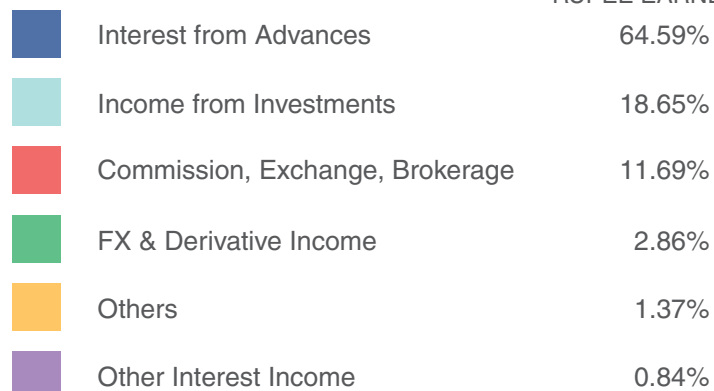 Interest from Advances 64.59%
Income from Investments 18.65%
Commission, Exchange, Brokerage 11.69%
FX & Derivative Income 2.86%
Others 1.37%
Other Interest Income 0.84%